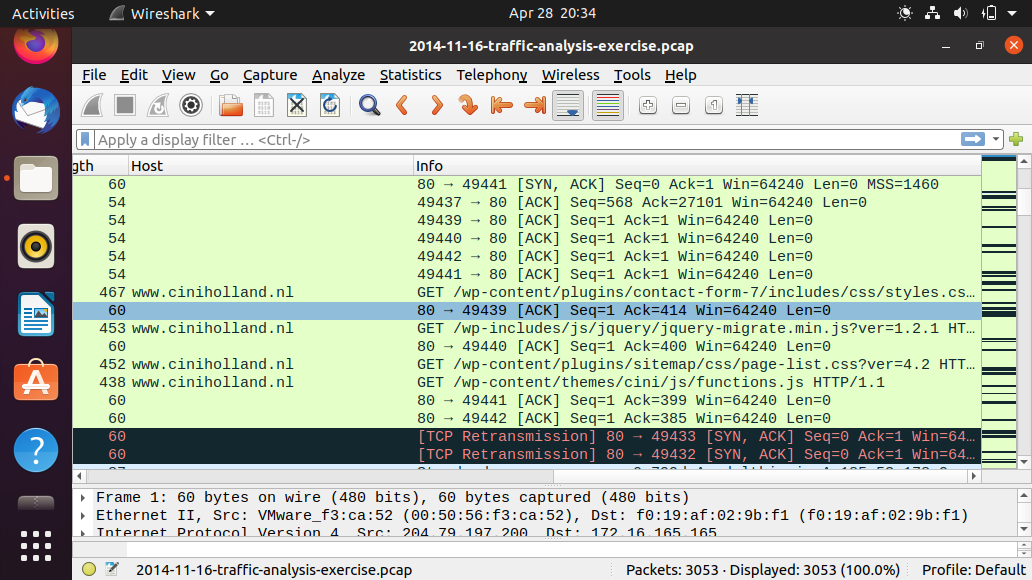 Activities Wireshark Apr 28 20:34
2014-11-16-traffic-analysis-exercise.pcap
File Edit View Go Capture Analyze Statistics Telephony Wireless Tools Help
Apply a display filter … <Ctrl-/>
gth Host Info
60 80 → 49441 [SYN, ACK] Seq=0 Ack=1 Win=64240 Len=0 MSS=1460
54 49437 → 80 [ACK] Seq=568 Ack=27101 Win=64240 Len=0
54 49439 → 80 [ACK] Seq=1 Ack=1 Win=64240 Len=0
54 49440 → 80 [ACK] Seq=1 Ack=1 Win=64240 Len=0
54 49442 → 80 [ACK] Seq=1 Ack=1 Win=64240 Len=0
54 49441 → 80 [ACK] Seq=1 Ack=1 Win=64240 Len=0
467 www.ciniholland.nl GET /wp-content/plugins/contact-form-7/includes/css/styles.cs…
60 80 → 49439 [ACK] Seq=1 Ack=414 Win=64240 Len=0
453 www.ciniholland.nl GET /wp-includes/js/jquery/jquery-migrate.min.js?ver=1.2.1 HT…
60 80 → 49440 [ACK] Seq=1 Ack=400 Win=64240 Len=0
452 www.ciniholland.nl GET /wp-content/plugins/sitemap/css/page-list.css?ver=4.2 HTT…
438 www.ciniholland.nl GET /wp-content/themes/cini/js/functions.js HTTP/1.1
60 80 → 49441 [ACK] Seq=1 Ack=399 Win=64240 Len=0
60 80 → 49442 [ACK] Seq=1 Ack=385 Win=64240 Len=0
60 [TCP Retransmission] 80 → 49433 [SYN, ACK] Seq=0 Ack=1 Win=64…
60 [TCP Retransmission] 80 → 49432 [SYN, ACK] Seq=0 Ack=1 Win=64…
Frame 1: 60 bytes on wire (480 bits), 60 bytes captured (480 bits)
Ethernet II, Src: VMware_f3:ca:52 (00:50:56:f3:ca:52), Dst: f0:19:af:02:9b:f1 (f0:19:af:02:9b:f1)
Internet Protocol Version 4, Src: 204.79.197.200, Dst: 172.16.165.165
2014-11-16-traffic-analysis-exercise.pcap Packets: 3053 · Displayed: 3053 (100.0%) Profile: Default